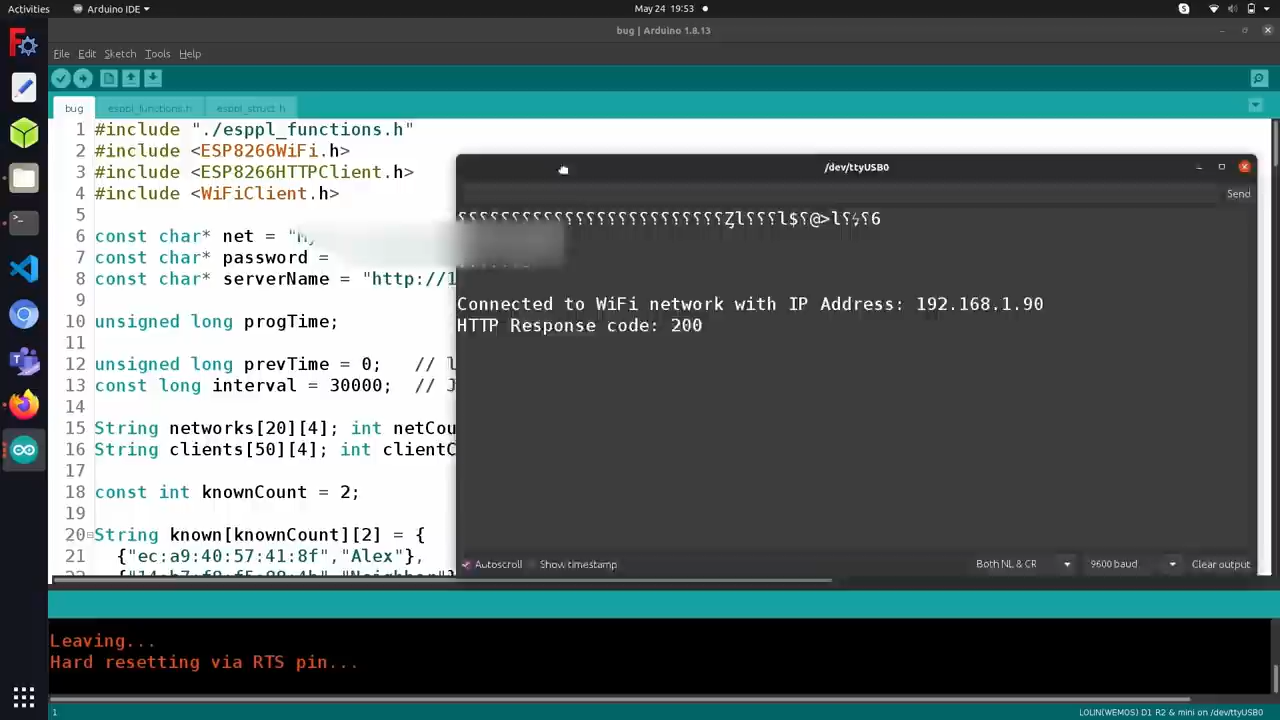 Activities
Arduino IDE
May 24 19:53
bug | Arduino 1.8.13
File Edit Sketch Tools Help
bug
esppl_functions.h
esppl_struct.h
1 #include "./esppl_functions.h"
2 #include <ESP8266WiFi.h>
3 #include <ESP8266HTTPClient.h>
4 #include <WiFiClient.h>
5
6 const char* net =
7 const char* password =
8 const char* serverName = "http://1
9
10 unsigned long progTime;
11
12 unsigned long prevTime = 0; // l
13 const long interval = 30000; // J
14
15 String networks[20][4]; int netCou
16 String clients[50][4]; int clientC
17
18 const int knownCount = 2;
19
20 String known[knownCount][2] = {
21 {"ec:a9:40:57:41:8f","Alex"},
/dev/ttyUSB0
Send
Connected to WiFi network with IP Address: 192.168.1.90
HTTP Response code: 200
Autoscroll
Show timestamp
Both NL & CR
9600 baud
Clear output
Leaving...
Hard resetting via RTS pin...
1
LOLIN(WEMOS) D1 R2 & mini on /dev/ttyUSB0